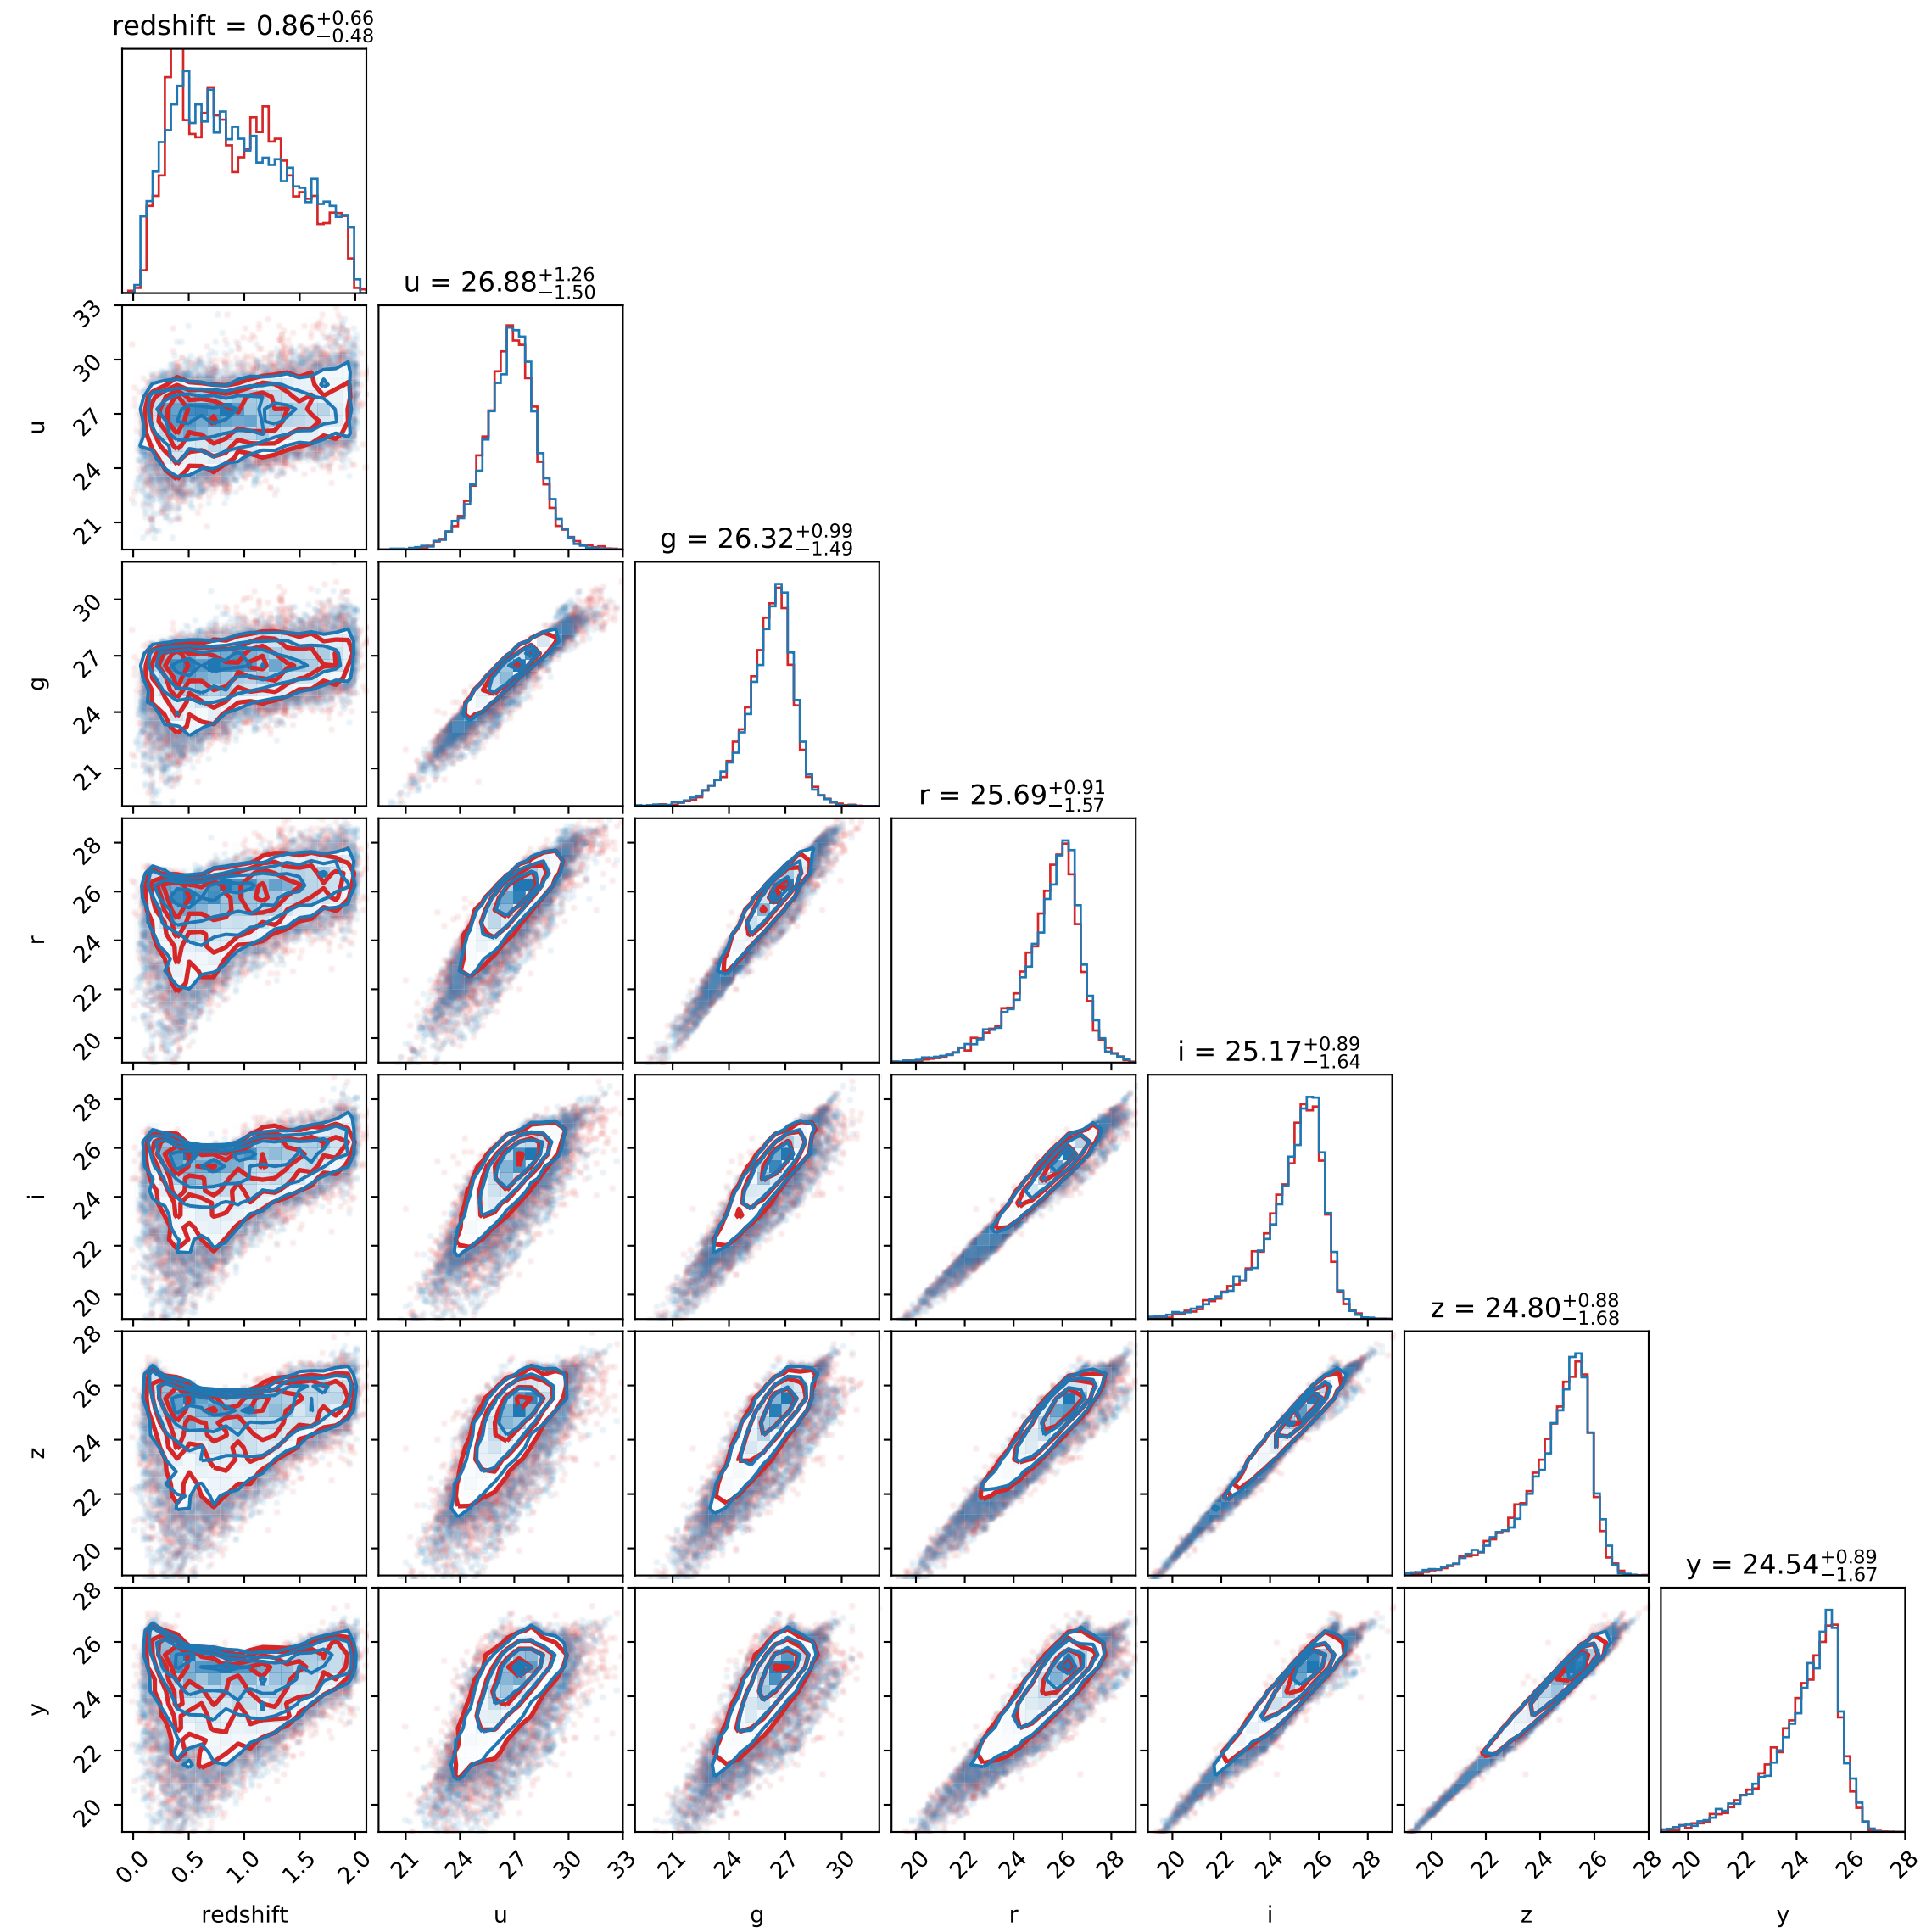 redshift = 0.86 +0.66 −0.48
u = 26.88 +1.26 −1.50
g = 26.32 +0.99 −1.49
r = 25.69 +0.91 −1.57
i = 25.17 +0.89 −1.64
z = 24.80 +0.88 −1.68
y = 24.54 +0.89 −1.67
33
30
27
24
21
u
30
27
24
21
g
28
26
24
22
20
r
28
26
24
22
20
i
28
26
24
22
20
z
28
26
24
22
20
y
0.0 0.5 1.0 1.5 2.0
21 24 27 30 33
21 24 27 30
20 22 24 26 28
20 22 24 26 28
20 22 24 26 28
20 22 24 26 28
redshift u g r i z y